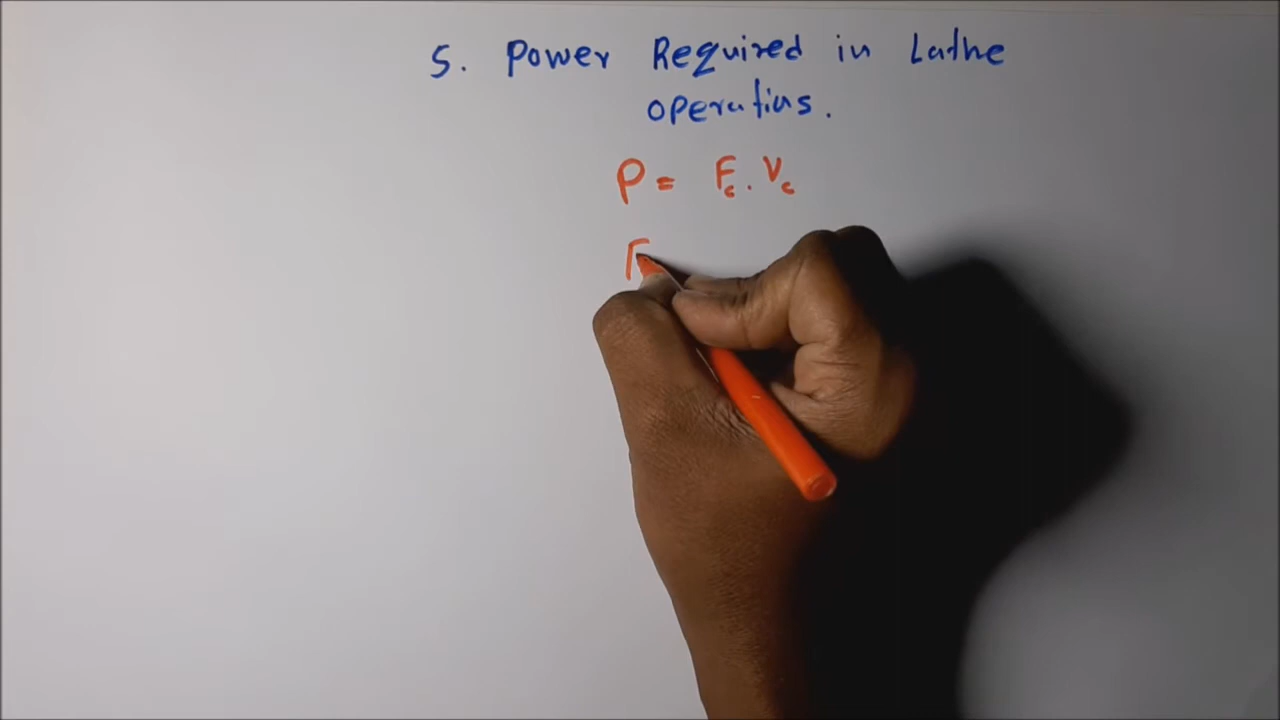 5. Power Required in Lathe
operations.
P = Fc . Vc
F